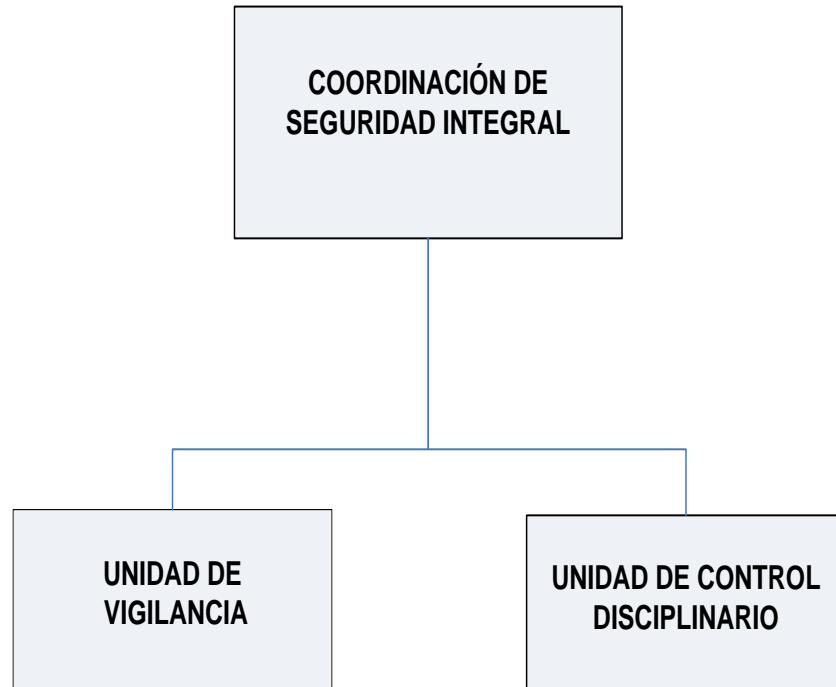 COORDINACIÓN DE
SEGURIDAD INTEGRAL
UNIDAD DE
VIGILANCIA
UNIDAD DE CONTROL
DISCIPLINARIO